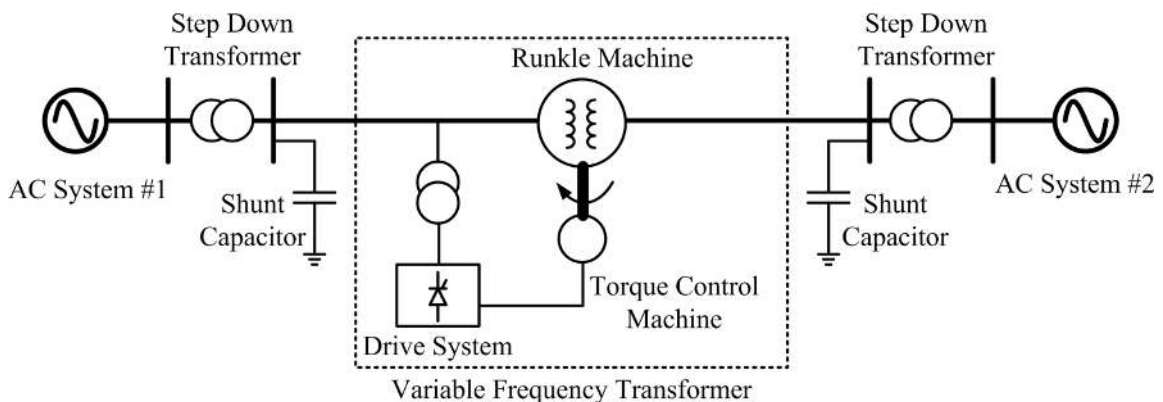 Step Down
Transformer
Runkle Machine
Step Down
Transformer
AC System #1
Shunt
Capacitor
AC System #2
Shunt
Capacitor
Torque Control
Machine
Drive System
Variable Frequency Transformer